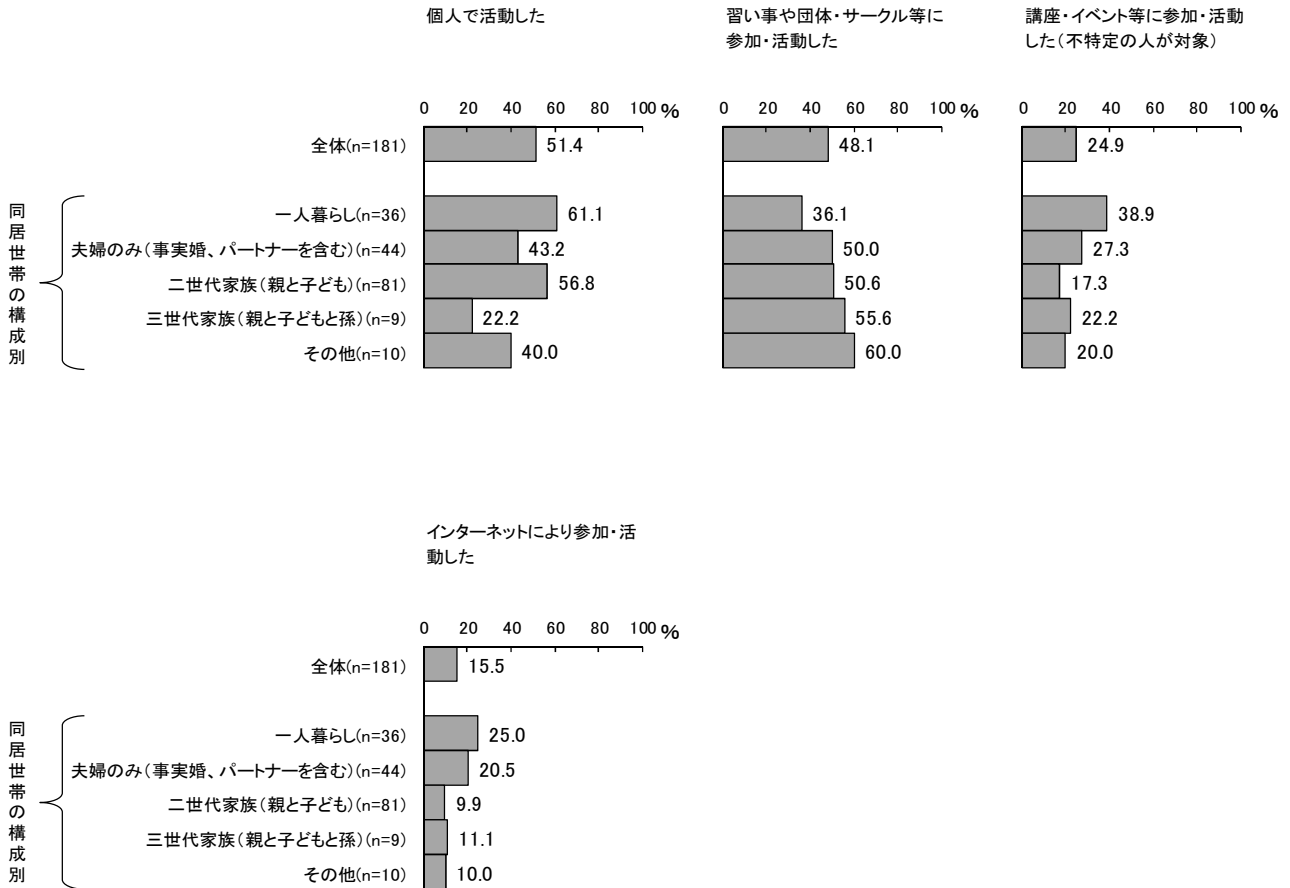 個人で活動した
習い事や団体・サークル等に
参加・活動した
講座・イベント等に参加・活動
した(不特定の人が対象)
0 20 40 60 80 100 %
0 20 40 60 80 100 %
0 20 40 60 80 100 %
全体(n=181) 51.4 48.1 24.9
同居世帯の構成別
一人暮らし(n=36) 61.1 36.1 38.9
夫婦のみ(事実婚、パートナーを含む)(n=44) 43.2 50.0 27.3
二世代家族(親と子ども)(n=81) 56.8 50.6 17.3
三世代家族(親と子どもと孫)(n=9) 22.2 55.6 22.2
その他(n=10) 40.0 60.0 20.0
インターネットにより参加・活
動した
0 20 40 60 80 100 %
全体(n=181) 15.5
同居世帯の構成別
一人暮らし(n=36) 25.0
夫婦のみ(事実婚、パートナーを含む)(n=44) 20.5
二世代家族(親と子ども)(n=81) 9.9
三世代家族(親と子どもと孫)(n=9) 11.1
その他(n=10) 10.0